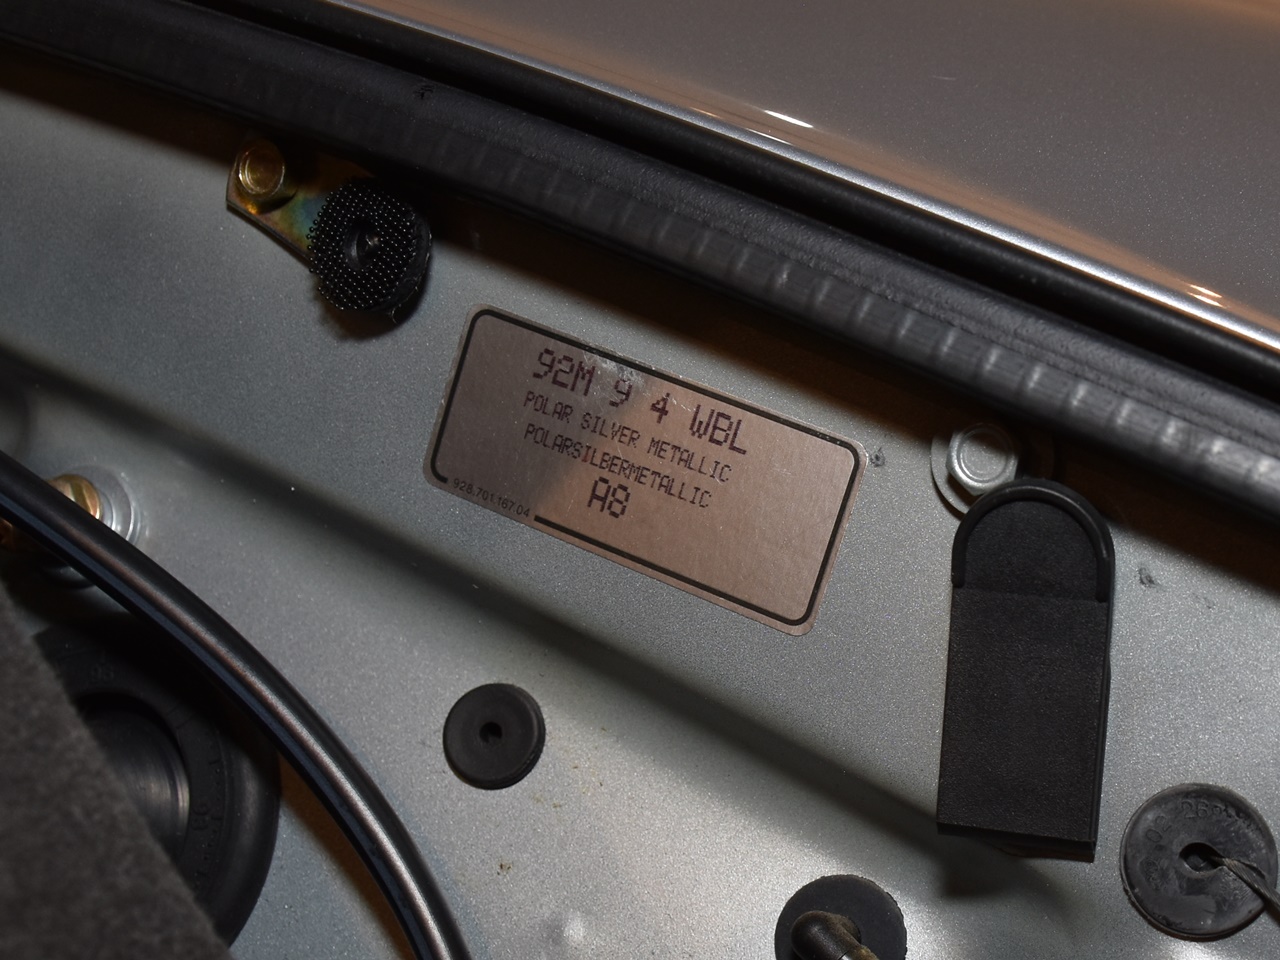 92M 9 4 WBL
POLAR SILVER METALLIC
POLARSILBERMETALLIC
A8
928.701.167.04